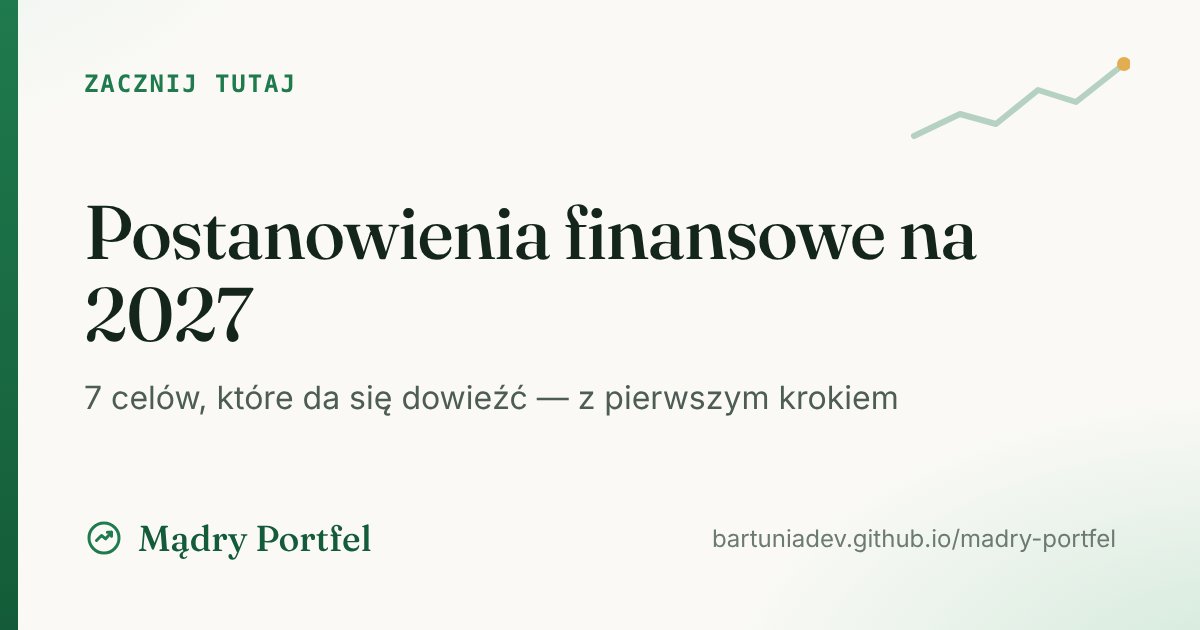 ZACZNIJ TUTAJ
Postanowienia finansowe na
2027
7 celów, które da się dowieźć — z pierwszym krokiem
Mądry Portfel
bartuniadev.github.io/madry-portfel